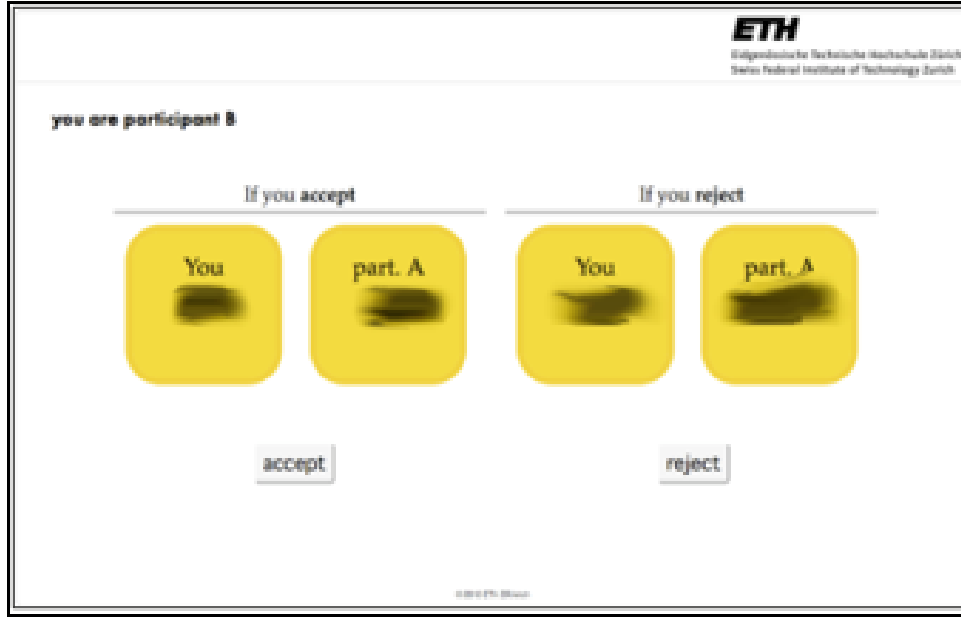 ETH
Eidgenössische Technische Hochschule Zürich
Swiss Federal Institute of Technology Zurich
you are participant B
If you accept If you reject
You part. A You part. A
accept reject